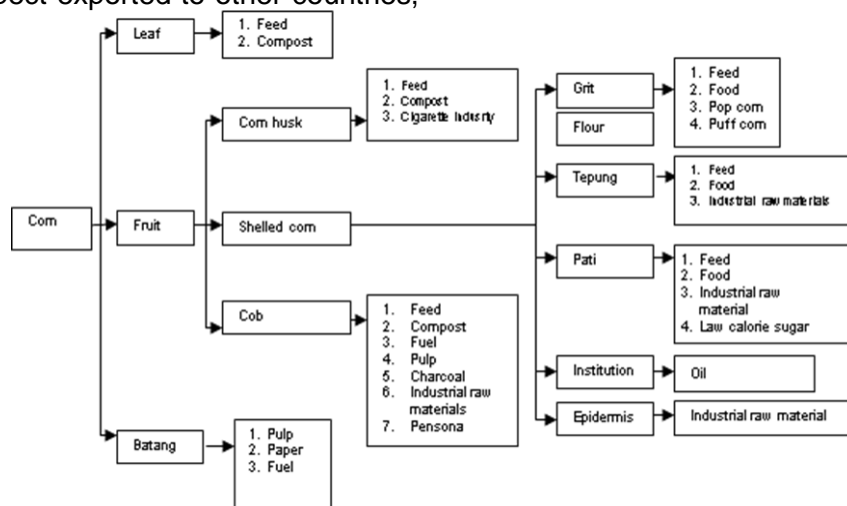 exported to other countries,
Leaf
1. Feed
2. Compost
Corn husk
1. Feed
2. Compost
3. Cigarette Indusrty
Grit
1. Feed
2. Food
3. Pop corn
4. Puff corn
Flour
Tepung
1. Feed
2. Food
3. Industrial raw materials
Corn
Fruit
Shelled corn
Pati
1. Feed
2. Food
3. Industrial raw
material
4. Law calorie sugar
Cob
1. Feed
2. Compost
3. Fuel
4. Pulp
5. Charcoal
6. Industrial raw
materials
7. Pensona
Institution
Oil
Epidermis
Industrial raw material
Batang
1. Pulp
2. Paper
3. Fuel